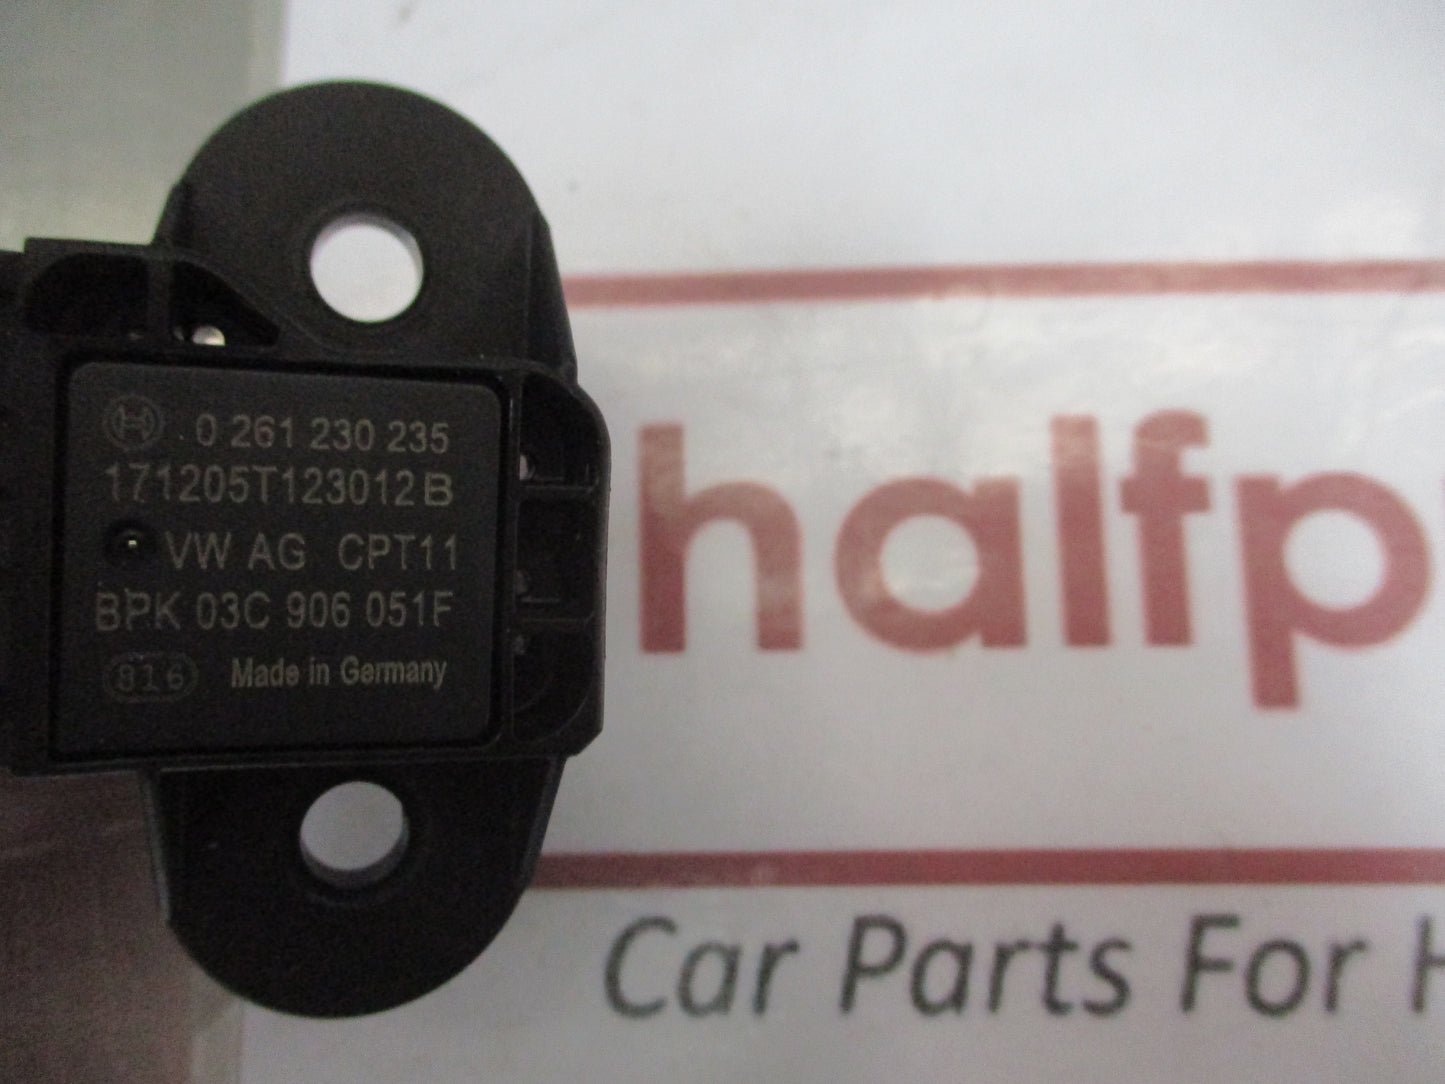 0 261 230 235
171205T123012B
VW AG CPT11
BPK 03C 906 051F
816 Made in Germany
halfp
Car Parts For H